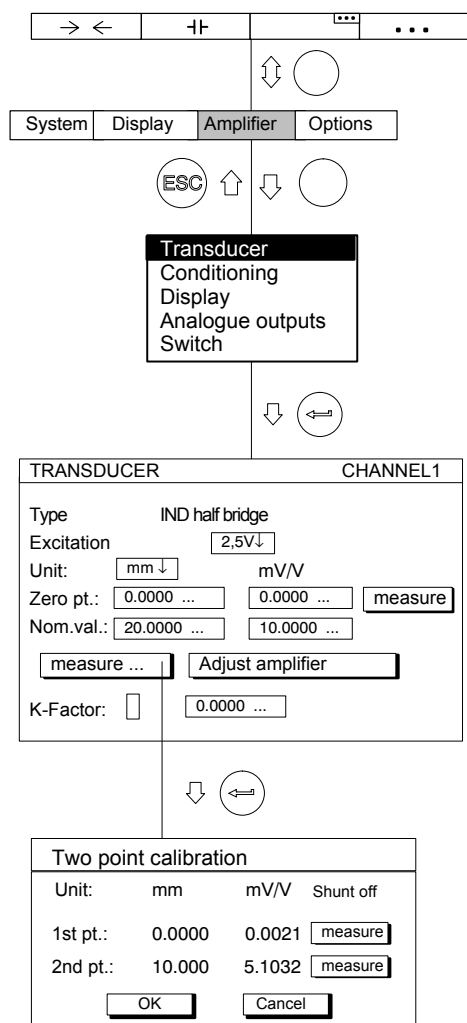 → ← ⊣⊢ ••• • • •
System Display Amplifier Options
ESC
Transducer
Conditioning
Display
Analogue outputs
Switch
TRANSDUCER CHANNEL1
Type IND half bridge
Excitation 2,5V↓
Unit: mm ↓ mV/V
Zero pt.: 0.0000 ... 0.0000 ... measure
Nom.val.: 20.0000 ... 10.0000 ...
measure ... Adjust amplifier
K-Factor: 0.0000 ...
Two point calibration
Unit: mm mV/V Shunt off
1st pt.: 0.0000 0.0021 measure
2nd pt.: 10.000 5.1032 measure
OK Cancel